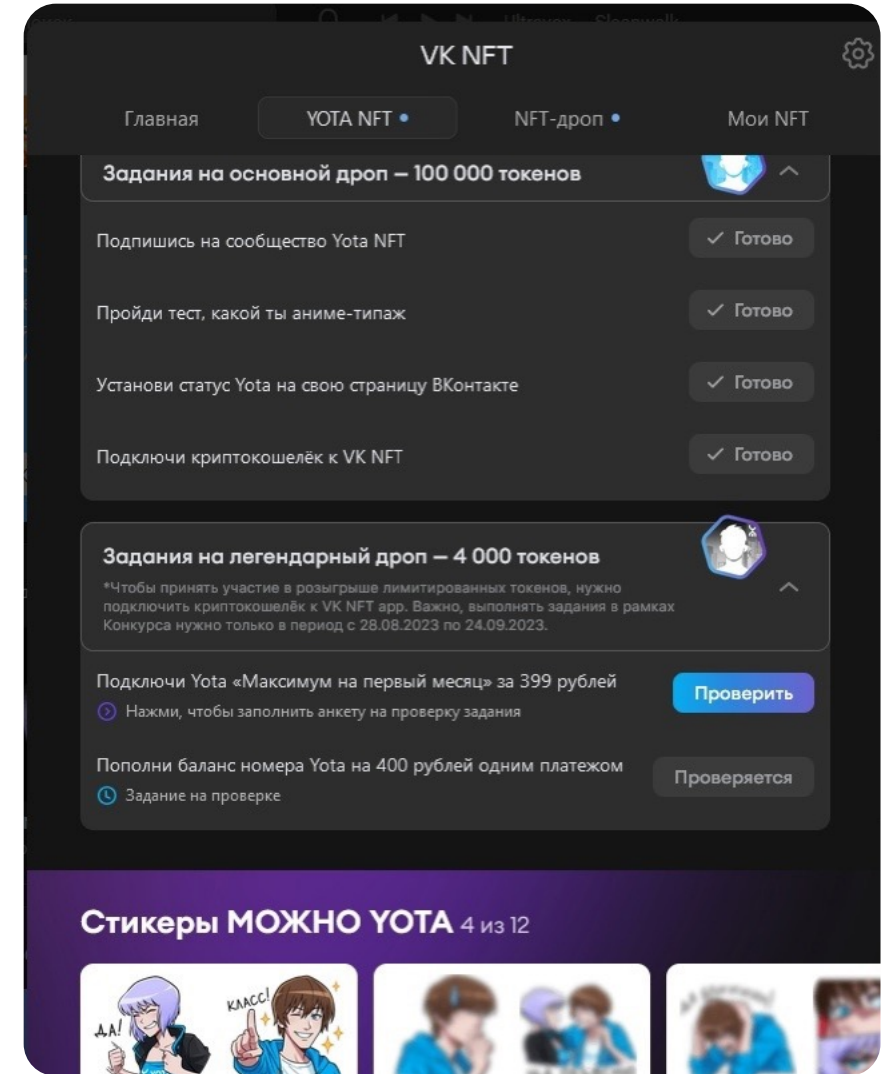 Ultravox – Sleepwalk
VK NFT
Главная
YOTA NFT
NFT-дроп
Мои NFT
Задания на основной дроп — 100 000 токенов
Подпишись на сообщество Yota NFT
✓ Готово
Пройди тест, какой ты аниме-типаж
✓ Готово
Установи статус Yota на свою страницу ВКонтакте
✓ Готово
Подключи криптокошелёк к VK NFT
✓ Готово
Задания на легендарный дроп — 4 000 токенов
*Чтобы принять участие в розыгрыше лимитированных токенов, нужно
подключить криптокошелёк к VK NFT app. Важно, выполнять задания в рамках
Конкурса нужно только в период с 28.08.2023 по 24.09.2023.
Подключи Yota «Максимум на первый месяц» за 399 рублей
Проверить
Нажми, чтобы заполнить анкету на проверку задания
Пополни баланс номера Yota на 400 рублей одним платежом
Проверяется
Задание на проверке
Стикеры МОЖНО YOTA 4 из 12
ДА!
КЛАСС!